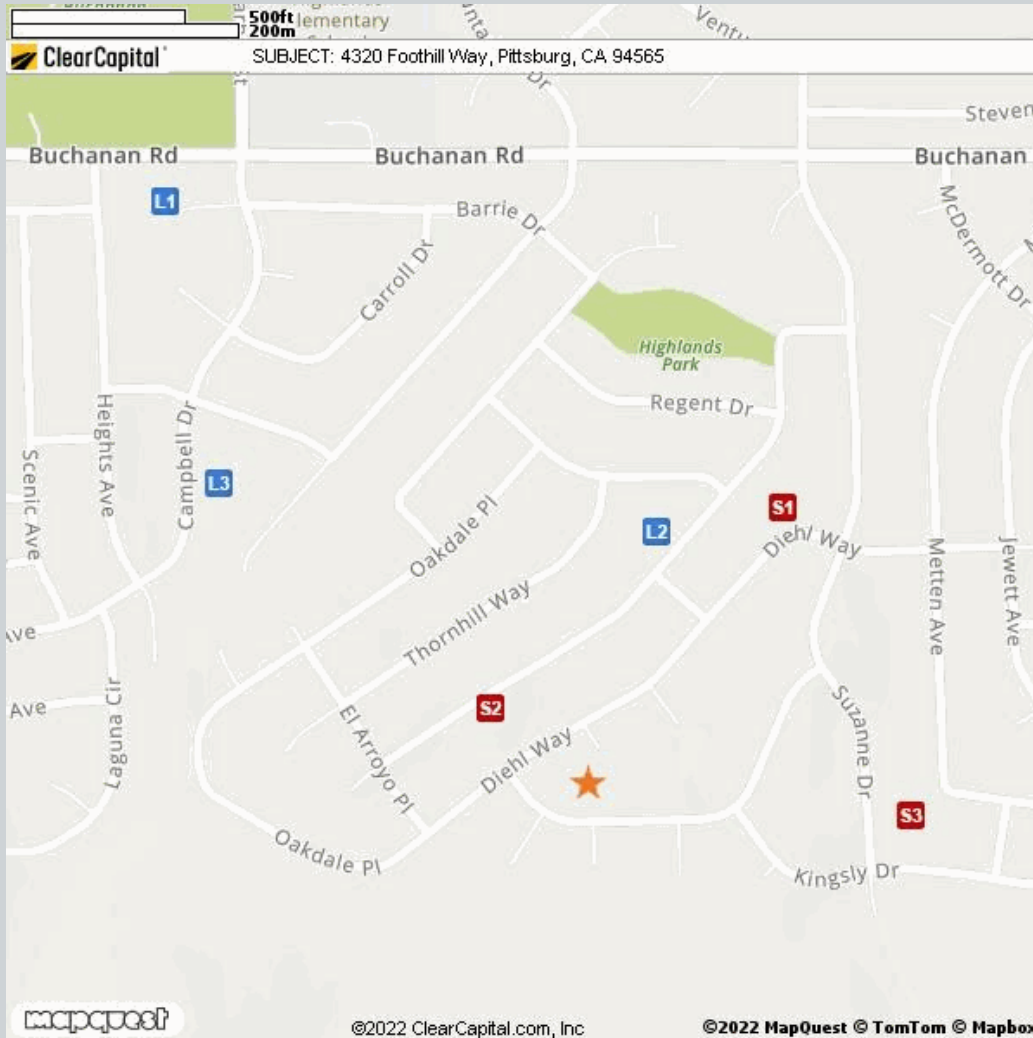 500ft
200m
lementary
ClearCapital
SUBJECT: 4320 Foothill Way, Pittsburg, CA 94565
Dr
Steven
Buchanan Rd
Buchanan Rd
Buchanan
L1
Barrie Dr
McDermott Dr
Carroll Dr
Highlands
Park
Regent Dr
Heights Ave
Campbell Dr
Scenic Ave
L3
S1
L2
Oakdale Pl
Diehl Way
Metten Ave
Jewett Ave
Thornhill Way
Ave
Ave
Laguna Cir
S2
El Arroyo Pl
Diehl Way
Suzanne Dr
S3
Oakdale Pl
Kingsly Dr
mapquest
©2022 ClearCapital.com, Inc
©2022 MapQuest © TomTom © Mapbox